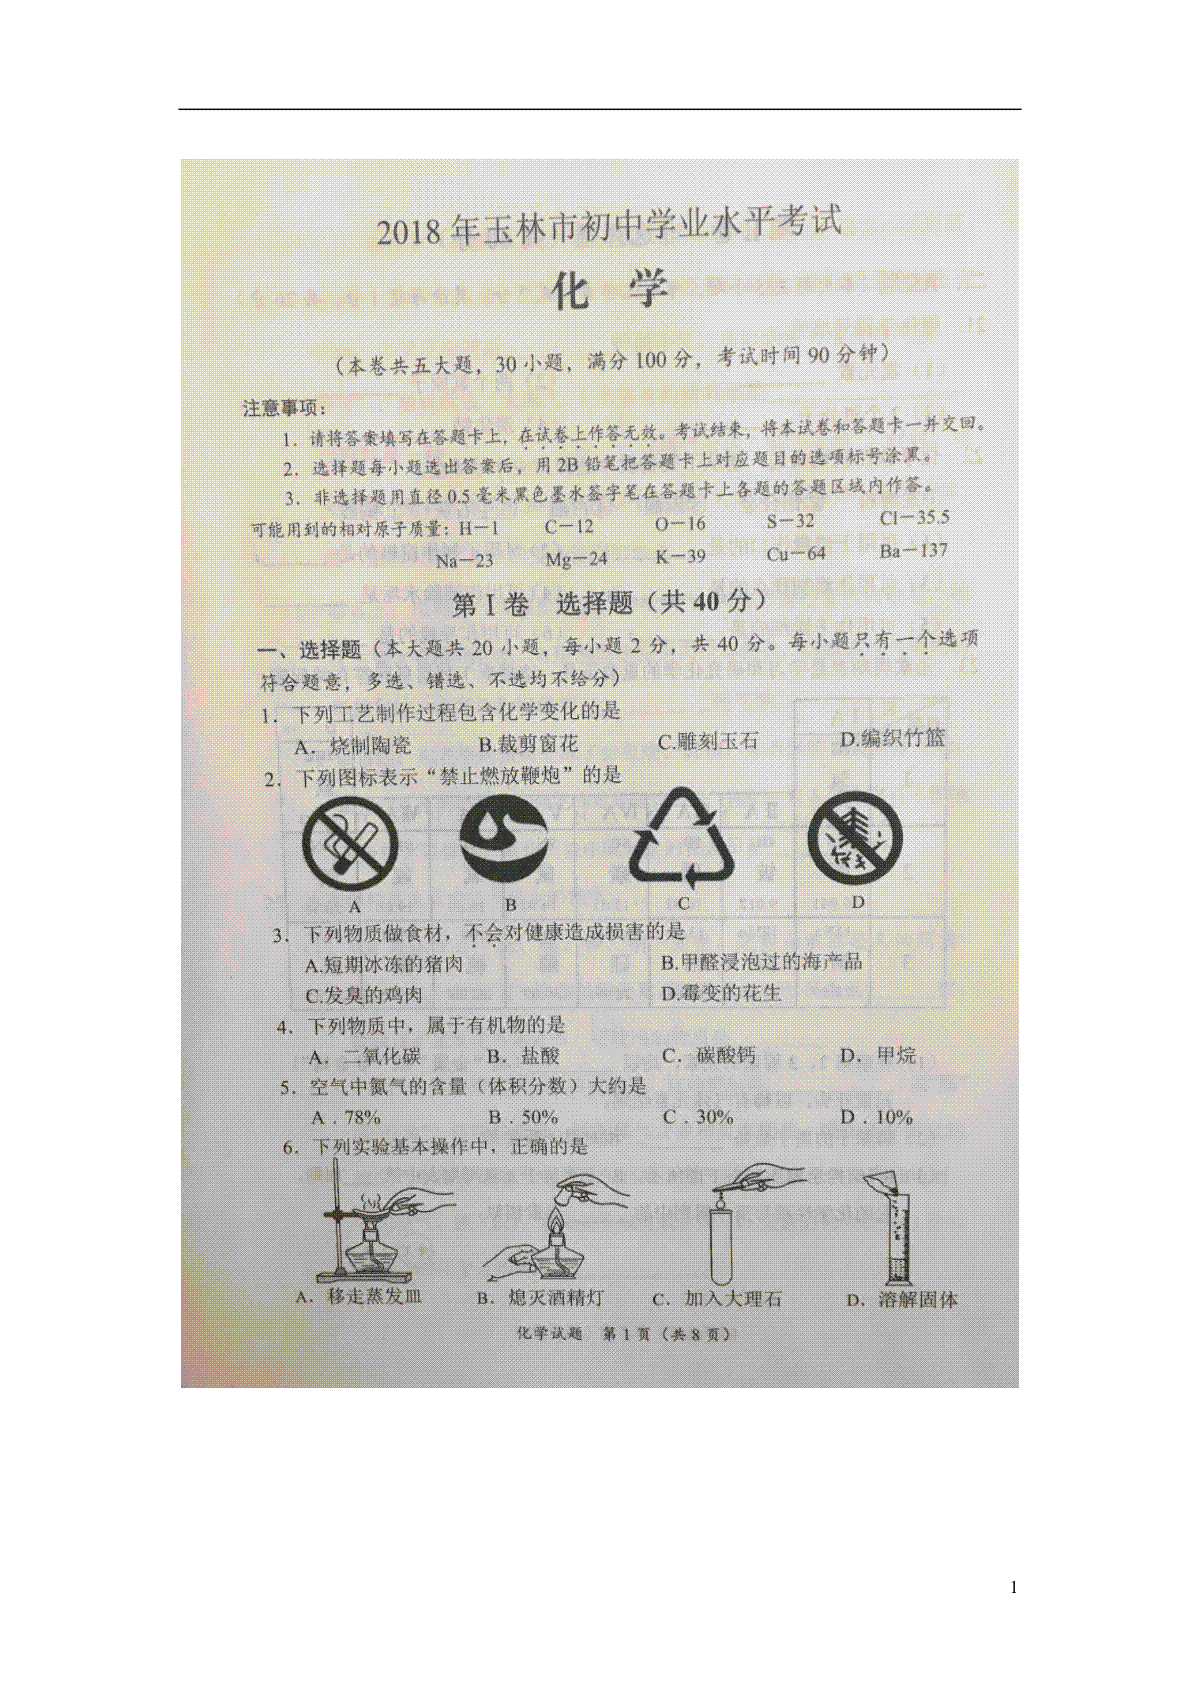 2018 年玉林市初中学业水平考试
化 学
（本卷共五大题，30 小题，满分 100 分，考试时间 90 分钟）
注意事项：
1．请将答案填写在答题卡上，在试卷上作答无效。考试结束，将本试卷和答题卡一并交回。
2．选择题每小题选出答案后，用 2B 铅笔把答题卡上对应题目的选项标号涂黑。
3．非选择题用直径 0.5 毫米黑色墨水签字笔在答题卡上各题的答题区域内作答。
可能用到的相对原子质量：H－1 C－12 O－16 S－32 Cl－35.5
Na－23 Mg－24 K－39 Cu－64 Ba－137
第 I 卷 选择题（共 40 分）
一、选择题（本大题共 20 小题，每小题 2 分，共 40 分。每小题只有一个选项
符合题意，多选、错选、不选均不给分）
1．下列工艺制作过程包含化学变化的是
A．烧制陶瓷 B.裁剪窗花 C.雕刻玉石 D.编织竹篮
2．下列图标表示“禁止燃放鞭炮”的是
A B C D
3．下列物质做食材，不会对健康造成损害的是
A.短期冰冻的猪肉 B.甲醛浸泡过的海产品
C.发臭的鸡肉 D.霉变的花生
4．下列物质中，属于有机物的是
A．二氧化碳 B．盐酸 C．碳酸钙 D．甲烷
5．空气中氮气的含量（体积分数）大约是
A．78% B．50% C．30% D．10%
6．下列实验基本操作中，正确的是
A．移走蒸发皿 B．熄灭酒精灯 C．加入大理石 D．溶解固体
化学试题 第 1 页（共 8 页）
1